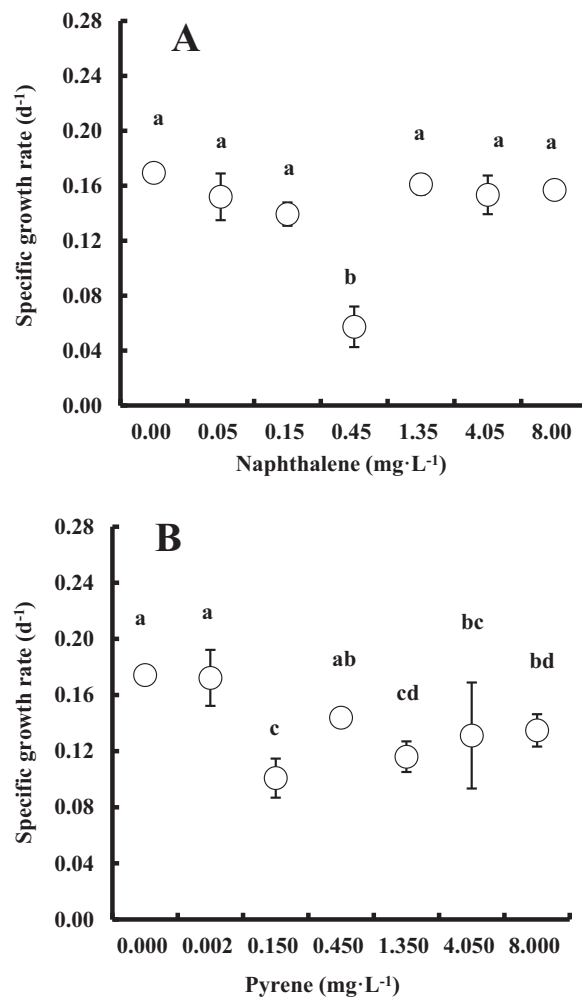 A
0.28
0.24
0.20
0.16
0.12
0.08
0.04
0.00
Specific growth rate (d-1)
a a a b a a a
0.00 0.05 0.15 0.45 1.35 4.05 8.00
Naphthalene (mg·L-1)
B
0.28
0.24
0.20
0.16
0.12
0.08
0.04
0.00
Specific growth rate (d-1)
a a c ab cd bc bd
0.000 0.002 0.150 0.450 1.350 4.050 8.000
Pyrene (mg·L-1)